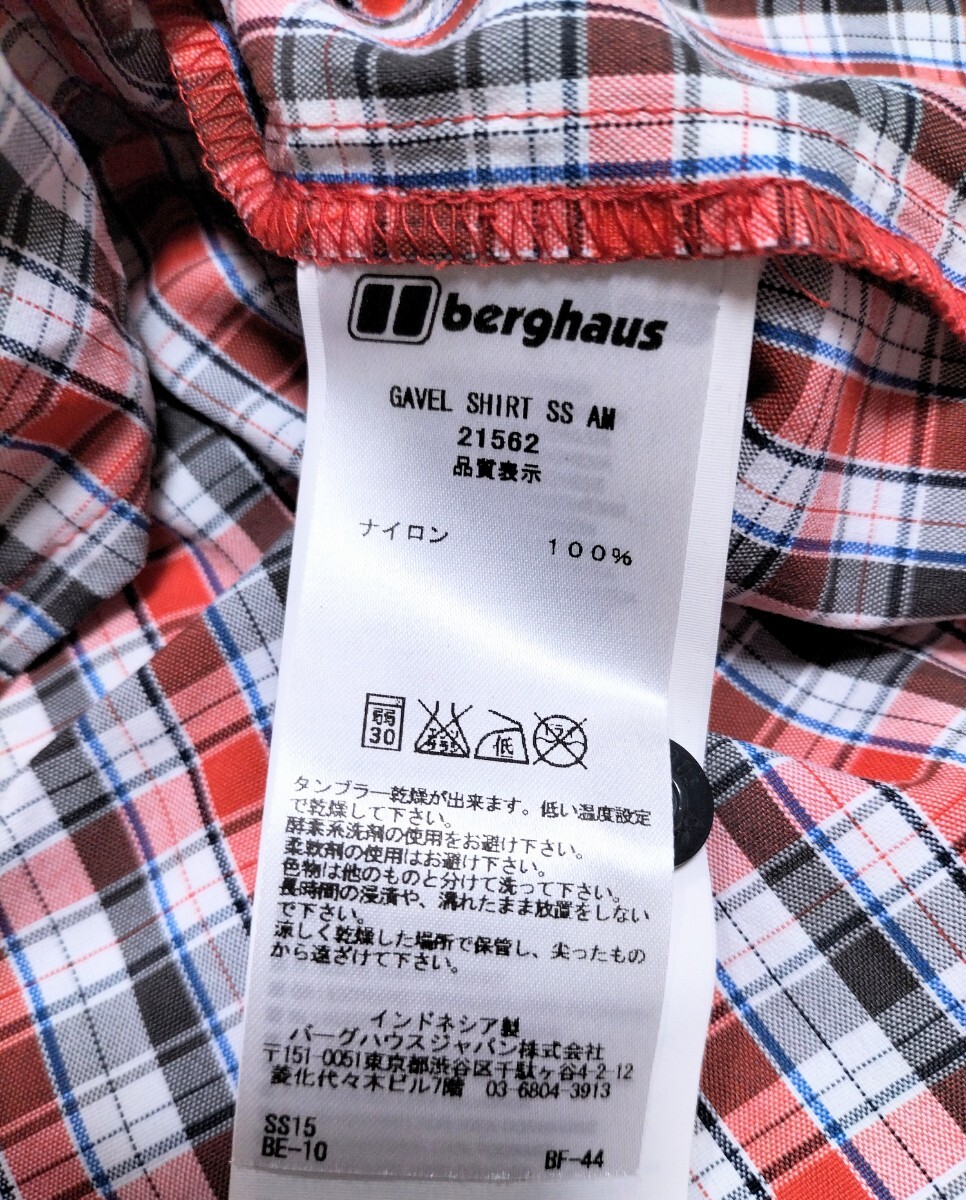 berghaus
GAVEL SHIRT SS AM
21562
品質表示
ナイロン 100%
弱
30
エンソサラシ
低
ドライ
タンブラー乾燥が出来ます。低い温度設定
で乾燥して下さい。
酵素系洗剤の使用をお避け下さい。
柔軟剤の使用はお避け下さい。
色物は他のものと分けて洗って下さい。
長時間の浸漬や、濡れたまま放置をしない
で下さい。
涼しく乾燥した場所で保管し、尖ったもの
から遠ざけて下さい。
インドネシア製
バーグハウスジャパン株式会社
〒151-0051東京都渋谷区千駄ヶ谷4-2-12
菱化代々木ビル7階 03-6804-3913
SS15
BE-10 BF-44